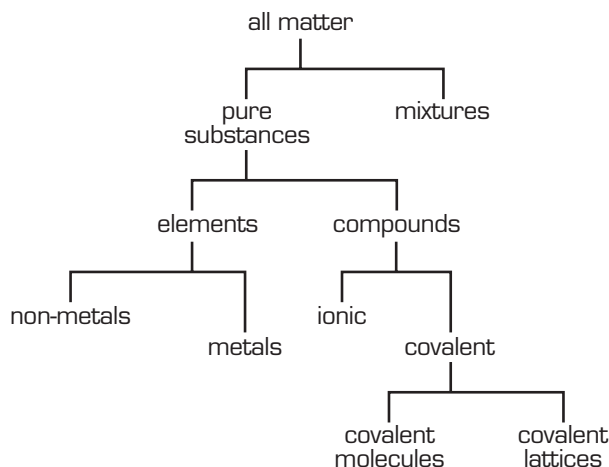 all matter
pure
substances
mixtures
elements
compounds
non-metals
metals
ionic
covalent
covalent
molecules
covalent
lattices